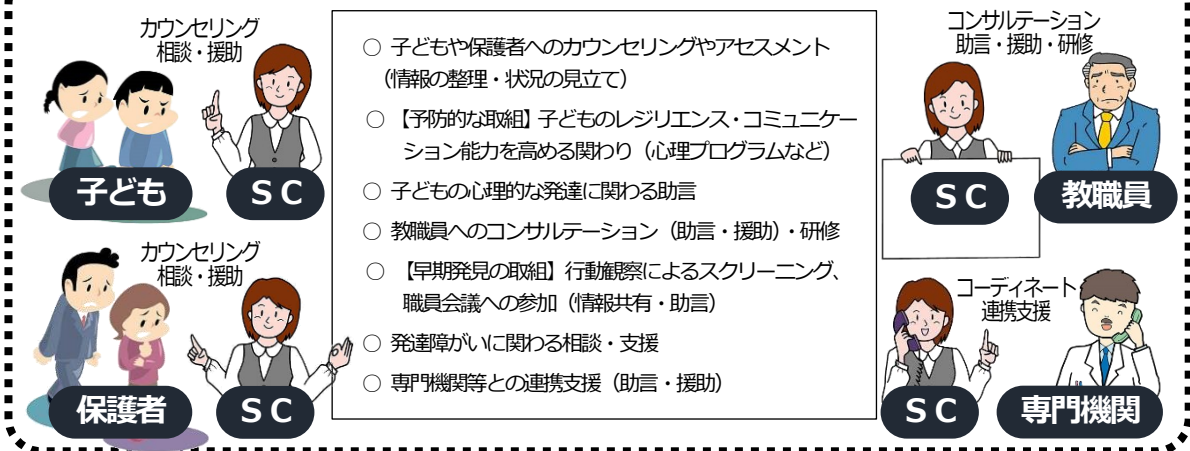 カウンセリング
相談・援助
子ども
ＳＣ
カウンセリング
相談・援助
保護者
ＳＣ
○ 子どもや保護者へのカウンセリングやアセスメント
（情報の整理・状況の見立て）
○ 【予防的な取組】子どものレジリエンス・コミュニケー
ション能力を高める関わり（心理プログラムなど）
○ 子どもの心理的な発達に関わる助言
○ 教職員へのコンサルテーション（助言・援助）・研修
○ 【早期発見の取組】行動観察によるスクリーニング、
職員会議への参加（情報共有・助言）
○ 発達障がいに関わる相談・支援
○ 専門機関等との連携支援（助言・援助）
コンサルテーション
助言・援助・研修
ＳＣ
教職員
コーディネート
連携支援
ＳＣ
専門機関